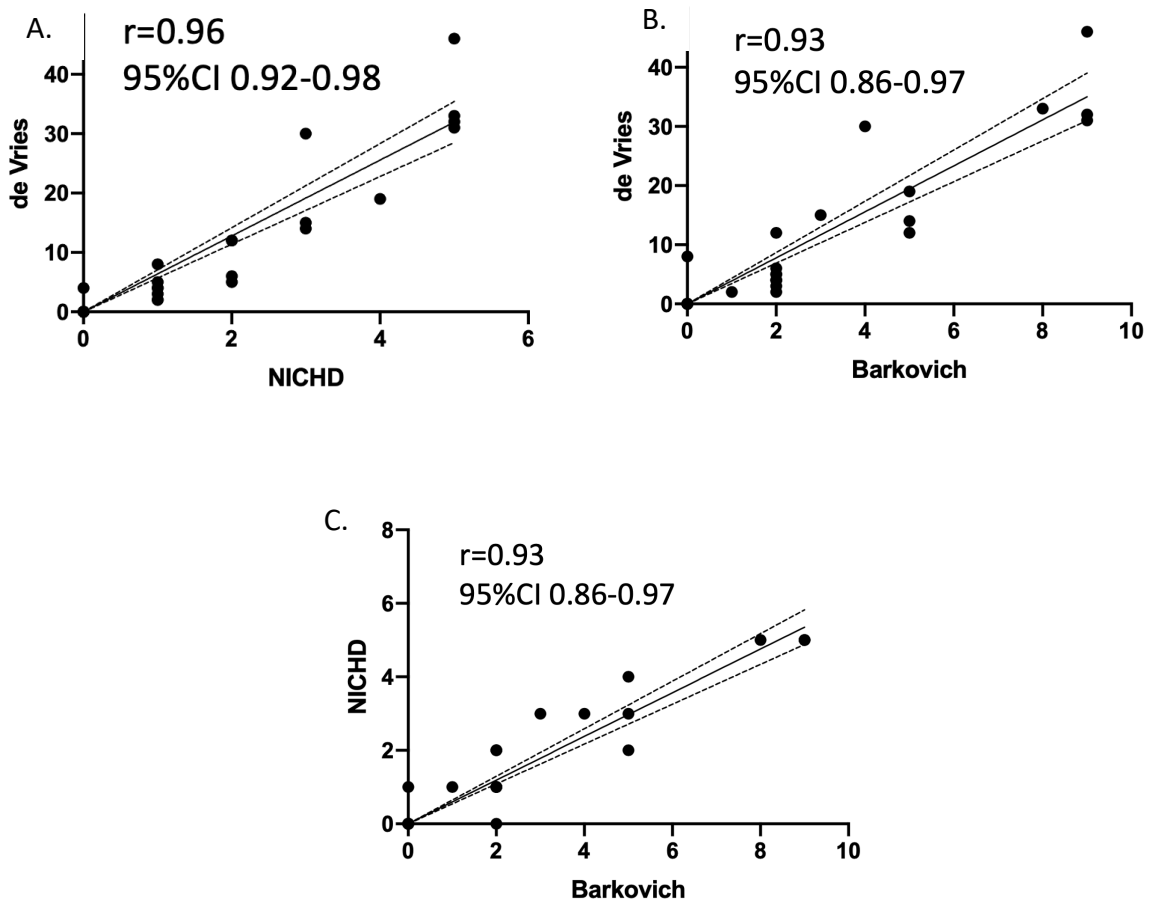 A.
r=0.96
95%CI 0.92-0.98
de Vries
40
30
20
10
0
0 2 4 6
NICHD
B.
r=0.93
95%CI 0.86-0.97
de Vries
40
30
20
10
0
0 2 4 6 8 10
Barkovich
C.
r=0.93
95%CI 0.86-0.97
NICHD
8
6
4
2
0
0 2 4 6 8 10
Barkovich